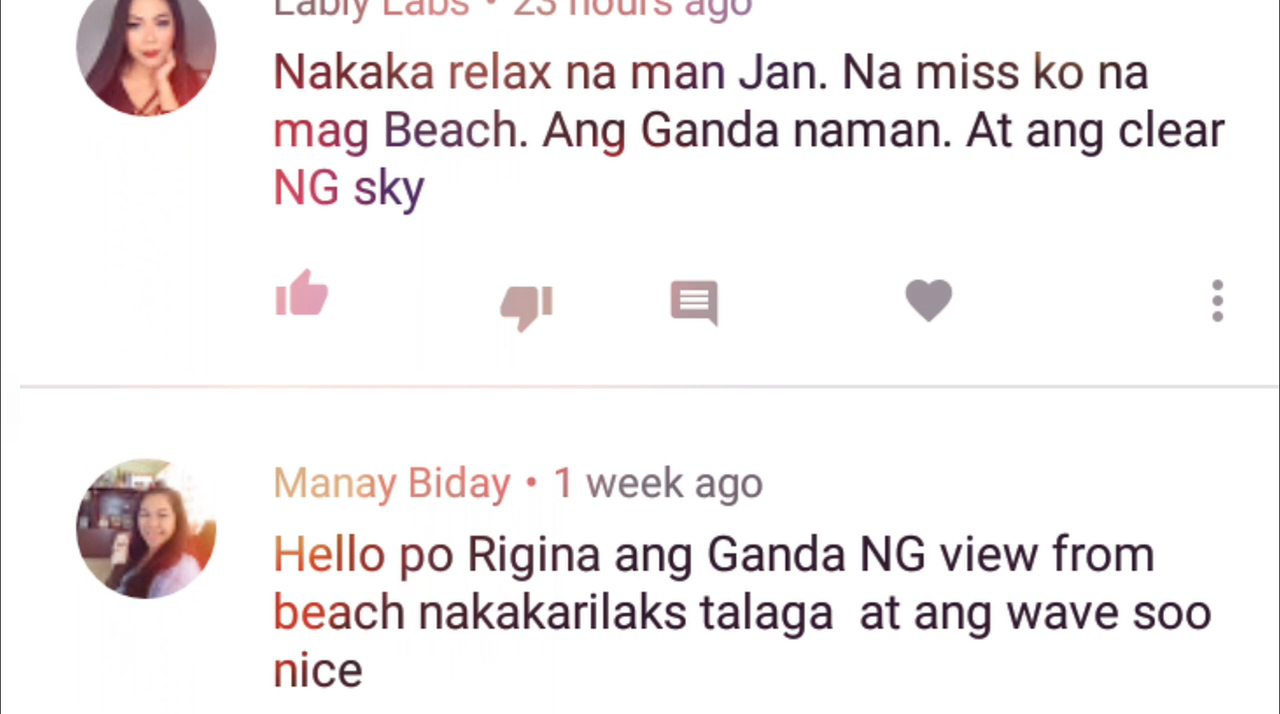 Lably Labs • 23 hours ago
Nakaka relax na man Jan. Na miss ko na
mag Beach. Ang Ganda naman. At ang clear
NG sky
Manay Biday • 1 week ago
Hello po Rigina ang Ganda NG view from
beach nakakarilaks talaga at ang wave soo
nice